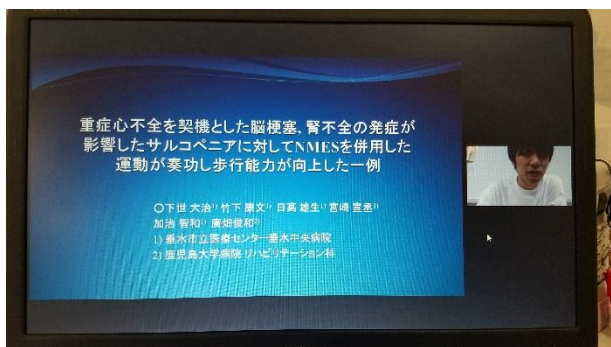 重症心不全を契機とした脳梗塞,腎不全の発症が
影響したサルコペニアに対してNMESを併用した
運動が奏功し歩行能力が向上した一例
〇下世 大治1) 竹下 康文1) 日高 雄生1) 宮崎 宣丞1)
加治 智和1) 廣畑俊和2)
1) 垂水市立医療センター垂水中央病院
2) 鹿児島大学病院 リハビリテーション科